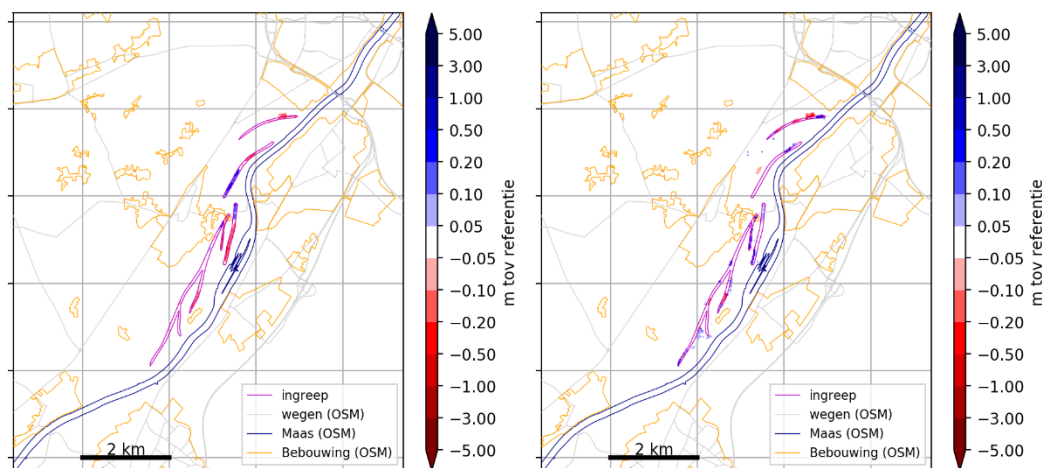 5.00
3.00
1.00
0.50
0.20
0.10
0.05
−0.05
−0.10
−0.20
−0.50
−1.00
−3.00
−5.00
m tov referentie
ingreep
wegen (OSM)
Maas (OSM)
Bebouwing (OSM)
2 km
5.00
3.00
1.00
0.50
0.20
0.10
0.05
−0.05
−0.10
−0.20
−0.50
−1.00
−3.00
−5.00
m tov referentie
ingreep
wegen (OSM)
Maas (OSM)
Bebouwing (OSM)
2 km